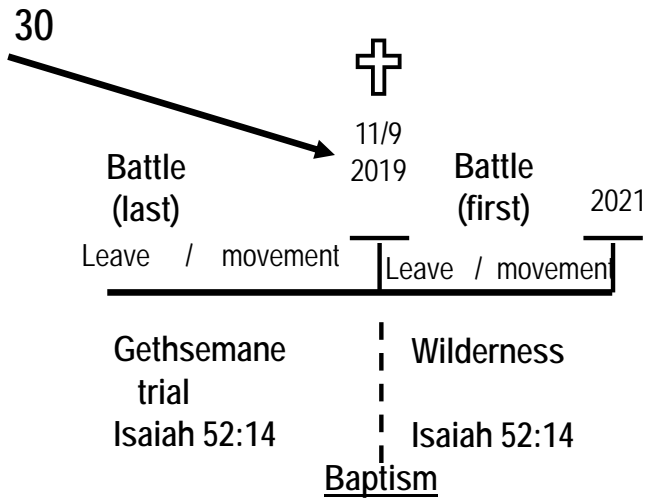 30
11/9
2019
Battle
(last)
Battle
(first)
2021
Leave / movement
Leave / movement
Gethsemane
trial
Isaiah 52:14
Wilderness
Isaiah 52:14
Baptism